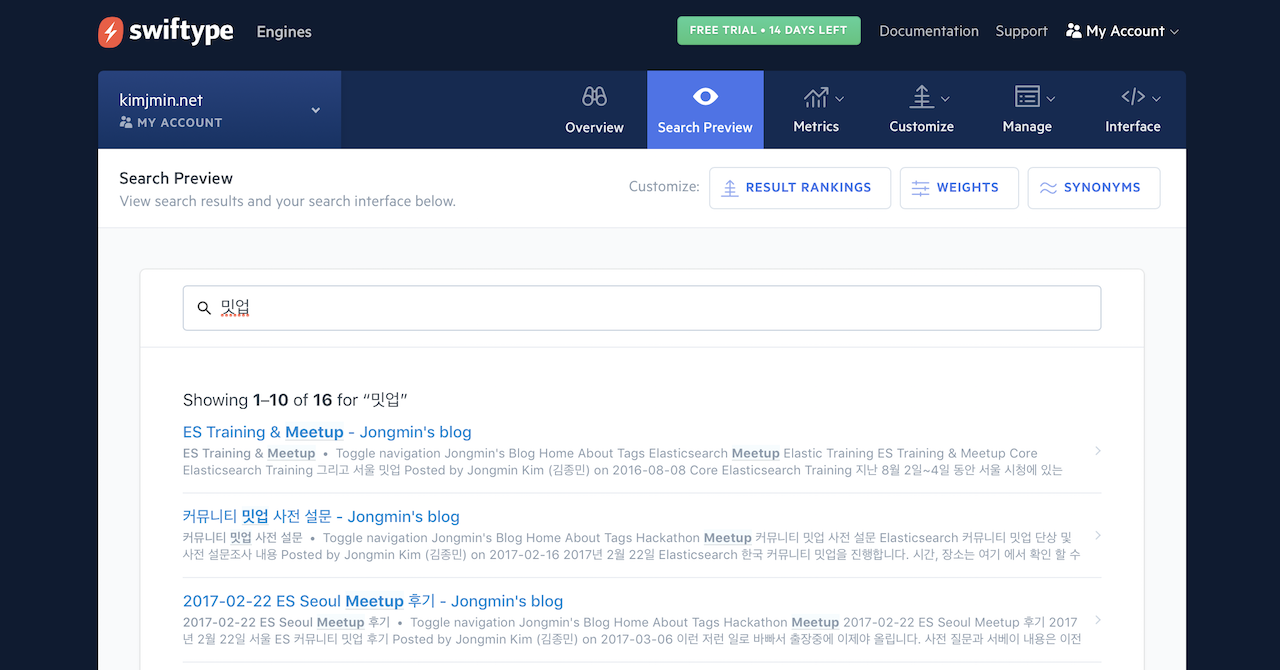 swiftype Engines FREE TRIAL • 14 DAYS LEFT Documentation Support My Account
kimjmin.net
MY ACCOUNT
Overview Search Preview Metrics Customize Manage Interface
Search Preview
View search results and your search interface below.
Customize: RESULT RANKINGS WEIGHTS SYNONYMS
밋업
Showing 1–10 of 16 for “밋업”
ES Training & Meetup - Jongmin's blog
ES Training & Meetup • Toggle navigation Jongmin's Blog Home About Tags Elasticsearch Meetup Elastic Training ES Training & Meetup Core
Elasticsearch Training 그리고 서울 밋업 Posted by Jongmin Kim (김종민) on 2016-08-08 Core Elasticsearch Training 지난 8월 2일~4일 동안 서울 시청에 있는
커뮤니티 밋업 사전 설문 - Jongmin's blog
커뮤니티 밋업 사전 설문 • Toggle navigation Jongmin's Blog Home About Tags Hackathon Meetup 커뮤니티 밋업 사전 설문 Elasticsearch 커뮤니티 밋업 단상 및
사전 설문조사 내용 Posted by Jongmin Kim (김종민) on 2017-02-16 2017년 2월 22일 Elasticsearch 한국 커뮤니티 밋업을 진행합니다. 시간, 장소는 여기 에서 확인 할 수
2017-02-22 ES Seoul Meetup 후기 - Jongmin's blog
2017-02-22 ES Seoul Meetup 후기 • Toggle navigation Jongmin's Blog Home About Tags Hackathon Meetup 2017-02-22 ES Seoul Meetup 후기 2017
년 2월 22일 서울 ES 커뮤니티 밋업 후기 Posted by Jongmin Kim (김종민) on 2017-03-06 이런 저런 일로 바빠서 출장중에 이제야 올립니다. 사전 질문과 서베이 내용은 이전